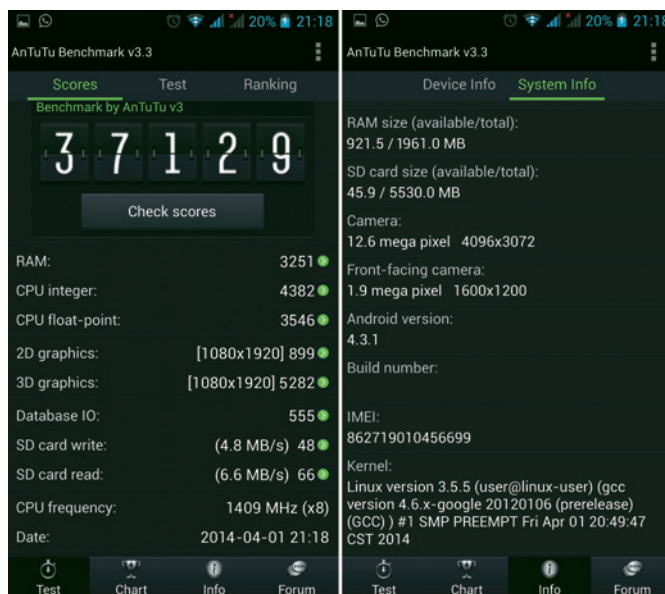 20% 21:18
AnTuTu Benchmark v3.3
Scores Test Ranking
Benchmark by AnTuTu v3
37129
Check scores
RAM: 3251
CPU integer: 4382
CPU float-point: 3546
2D graphics: [1080x1920] 899
3D graphics: [1080x1920] 5282
Database IO: 555
SD card write: (4.8 MB/s) 48
SD card read: (6.6 MB/s) 66
CPU frequency: 1409 MHz (x8)
Date: 2014-04-01 21:18
Test Chart Info Forum
20% 21:18
AnTuTu Benchmark v3.3
Device Info System Info
RAM size (available/total):
921.5 / 1961.0 MB
SD card size (available/total):
45.9 / 5530.0 MB
Camera:
12.6 mega pixel 4096x3072
Front-facing camera:
1.9 mega pixel 1600x1200
Android version:
4.3.1
Build number:
IMEI:
862719010456699
Kernel:
Linux version 3.5.5 (user@linux-user) (gcc
version 4.6.x-google 20120106 (prerelease)
(GCC) ) #1 SMP PREEMPT Fri Apr 01 20:49:47
CST 2014
Test Chart Info Forum